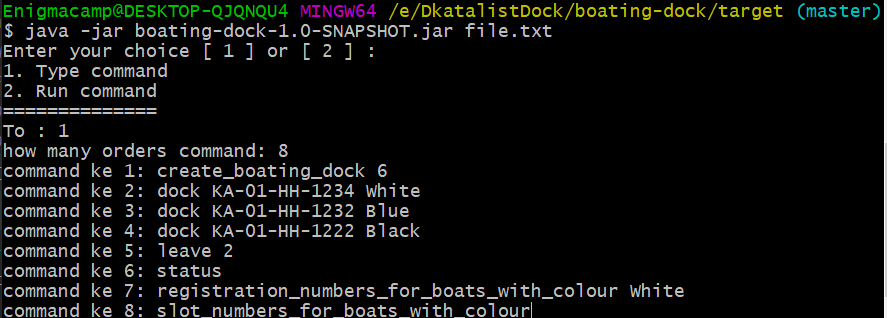 Enigmacamp@DESKTOP-QJQNQU4 MINGW64 /e/DkatalistDock/boating-dock/target (master)
$ java -jar boating-dock-1.0-SNAPSHOT.jar file.txt
Enter your choice [ 1 ] or [ 2 ] :
1. Type command
2. Run command
==============
To : 1
how many orders command: 8
command ke 1: create_boating_dock 6
command ke 2: dock KA-01-HH-1234 White
command ke 3: dock KA-01-HH-1232 Blue
command ke 4: dock KA-01-HH-1222 Black
command ke 5: leave 2
command ke 6: status
command ke 7: registration_numbers_for_boats_with_colour White
command ke 8: slot_numbers_for_boats_with_colour